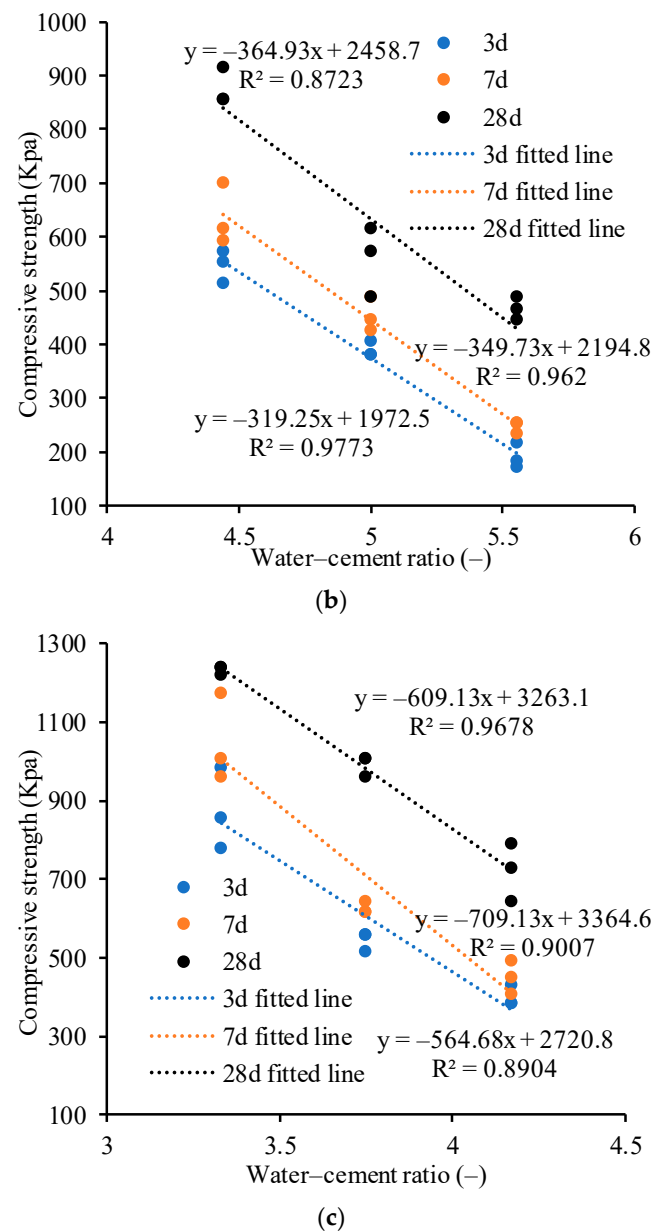 1000
900
800
700
600
500
400
300
200
100
Compressive strength (Kpa)
y = –364.93x + 2458.7
R² = 0.8723
3d
7d
28d
3d fitted line
7d fitted line
28d fitted line
y = –349.73x + 2194.8
R² = 0.962
y = –319.25x + 1972.5
R² = 0.9773
4
4.5
5
5.5
6
Water–cement ratio (–)
(b)
1300
1100
900
700
500
300
100
Compressive strength (Kpa)
y = –609.13x + 3263.1
R² = 0.9678
3d
7d
28d
3d fitted line
7d fitted line
28d fitted line
y = –709.13x + 3364.6
R² = 0.9007
y = –564.68x + 2720.8
R² = 0.8904
3
3.5
4
4.5
Water–cement ratio (–)
(c)